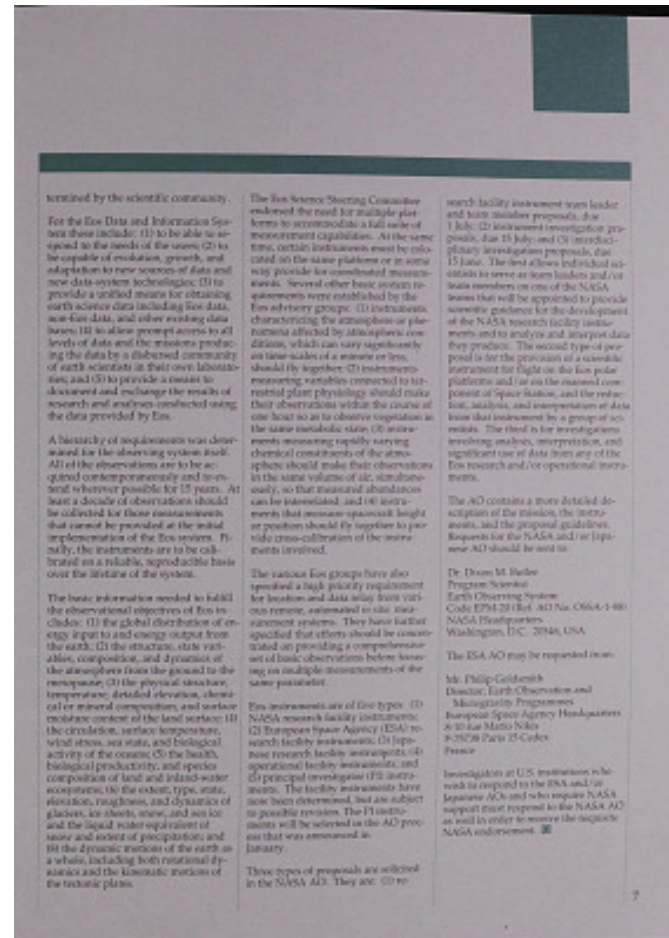 termined by the scientific community.
For the Eos Data and Information Sys-
tem these include: (1) to be able to re-
spond to the needs of the users; (2) to
be capable of evolution, growth, and
adaptation to new sources of data and
new data-system technologies; (3) to
provide a unified means for obtaining
earth science data including Eos data,
non-Eos data, and other existing data
bases; (4) to allow prompt access to all
levels of data and the missions produc-
ing the data by a disbursed community
of earth scientists in their own laborato-
ries; and (5) to provide a means to
document and exchange the results of
research and analyses conducted using
the data provided by Eos.
A hierarchy of requirements was deter-
mined for the observing system itself.
All of the observations are to be ac-
quired contemporaneously and to ex-
tend wherever possible for 15 years. At
least a decade of observations should
be collected for those measurements
that cannot be provided at the initial
implementation of the Eos system. Fi-
nally, the instruments are to be cali-
brated on a reliable, reproducible basis
over the lifetime of the system.
The basic information needed to fulfill
the observational objectives of Eos in-
cludes: (1) the global distribution of en-
ergy input to and energy output from
the earth; (2) the structure, state vari-
ables, composition, and dynamics of
the atmosphere from the ground to the
mesopause; (3) the physical structure,
temperature, detailed elevation, chemi-
cal or mineral composition, and surface
moisture content of the land surface; (4)
the circulation, surface temperature,
wind stress, sea state, and biological
activity of the oceans; (5) the health,
biological productivity, and species
composition of land and inland-water
ecosystems; (6) the extent, type, state,
elevation, roughness, and dynamics of
glaciers, ice sheets, snow, and sea ice
and the liquid water equivalent of
snow and extent of precipitation; and
(8) the dynamic motions of the earth as
a whole, including both rotational dy-
namics and the kinematic motions of
the tectonic plates.
The Eos Science Steering Committee
endorsed the need for multiple plat-
forms to accommodate a full suite of
measurement capabilities. At the same
time, certain instruments must be colo-
cated on the same platform or in some
way provide for coordinated measure-
ments. Several other basic system re-
quirements were established by the
Eos advisory groups: (1) instruments
characterizing the atmosphere or phe-
nomena affected by atmospheric con-
ditions, which can vary significantly
on time-scales of a minute or less,
should fly together; (2) instruments
measuring variables connected to ter-
restrial plant physiology should make
their observations within the course of
one hour so as to observe vegetation in
the same metabolic state; (3) instru-
ments measuring rapidly varying
chemical constituents of the atmo-
sphere should make their observations
in the same volume of air, simultane-
ously, so that measured abundances
can be interrelated; and (4) instru-
ments that measure spacecraft height
or position should fly together to pro-
vide cross-calibration of the instru-
ments involved.
The various Eos groups have also
specified a high priority requirement
for location and data relay from vari-
ous remote, automated in situ mea-
surement systems. They have further
specified that efforts should be concen-
trated on providing a comprehensive
set of basic observations before focus-
ing on multiple measurements of the
same parameter.
Eos instruments are of five types: (1)
NASA research facility instruments;
(2) European Space Agency (ESA) re-
search facility instruments; (3) Japa-
nese research facility instruments; (4)
operational facility instruments; and
(5) principal investigator (PI) instru-
ments. The facility instruments have
now been determined, but are subject
to possible revision. The PI instru-
ments will be selected in the AO proc-
ess that was announced in
January.
Three types of proposals are solicited
in the NASA AO. They are: (1) re-
search facility instrument team leader
and team member proposals, due
1 July; (2) instrument investigation pro-
posals, due 15 July; and (3) interdisci-
plinary investigation proposals, due
15 June. The first allows individual sci-
entists to serve as team leaders and/or
team members on one of the NASA
teams that will be appointed to provide
scientific guidance for the development
of the NASA research facility instru-
ments and to analyze and interpret data
they produce. The second type of pro-
posal is for the provision of a scientific
instrument for flight on the Eos polar
platforms and/or on the manned com-
ponent of Space Station, and the reduc-
tion, analysis, and interpretation of data
from that instrument by a group of sci-
entists. The third is for investigations
involving analysis, interpretation, and
significant use of data from any of the
Eos research and/or operational instru-
ments.
The AO contains a more detailed de-
scription of the mission, the instru-
ments, and the proposal guidelines.
Requests for the NASA and/or Japa-
nese AO should be sent to:
Dr. Dixon M. Butler
Program Scientist
Earth Observing System
Code EPM-20 (Ref. AO No. OSSA-1-88)
NASA Headquarters
Washington, D.C. 20546, USA
The ESA AO may be requested from:
Mr. Philip Goldsmith
Director, Earth Observation and
Microgravity Programmes
European Space Agency Headquarters
8-10 rue Mario Nikis
F-75738 Paris 15 Cedex
France
Investigators at U.S. institutions who
wish to respond to the ESA and/or
Japanese AOs and who require NASA
support must respond to the NASA AO
as well in order to receive the requisite
NASA endorsement.
7